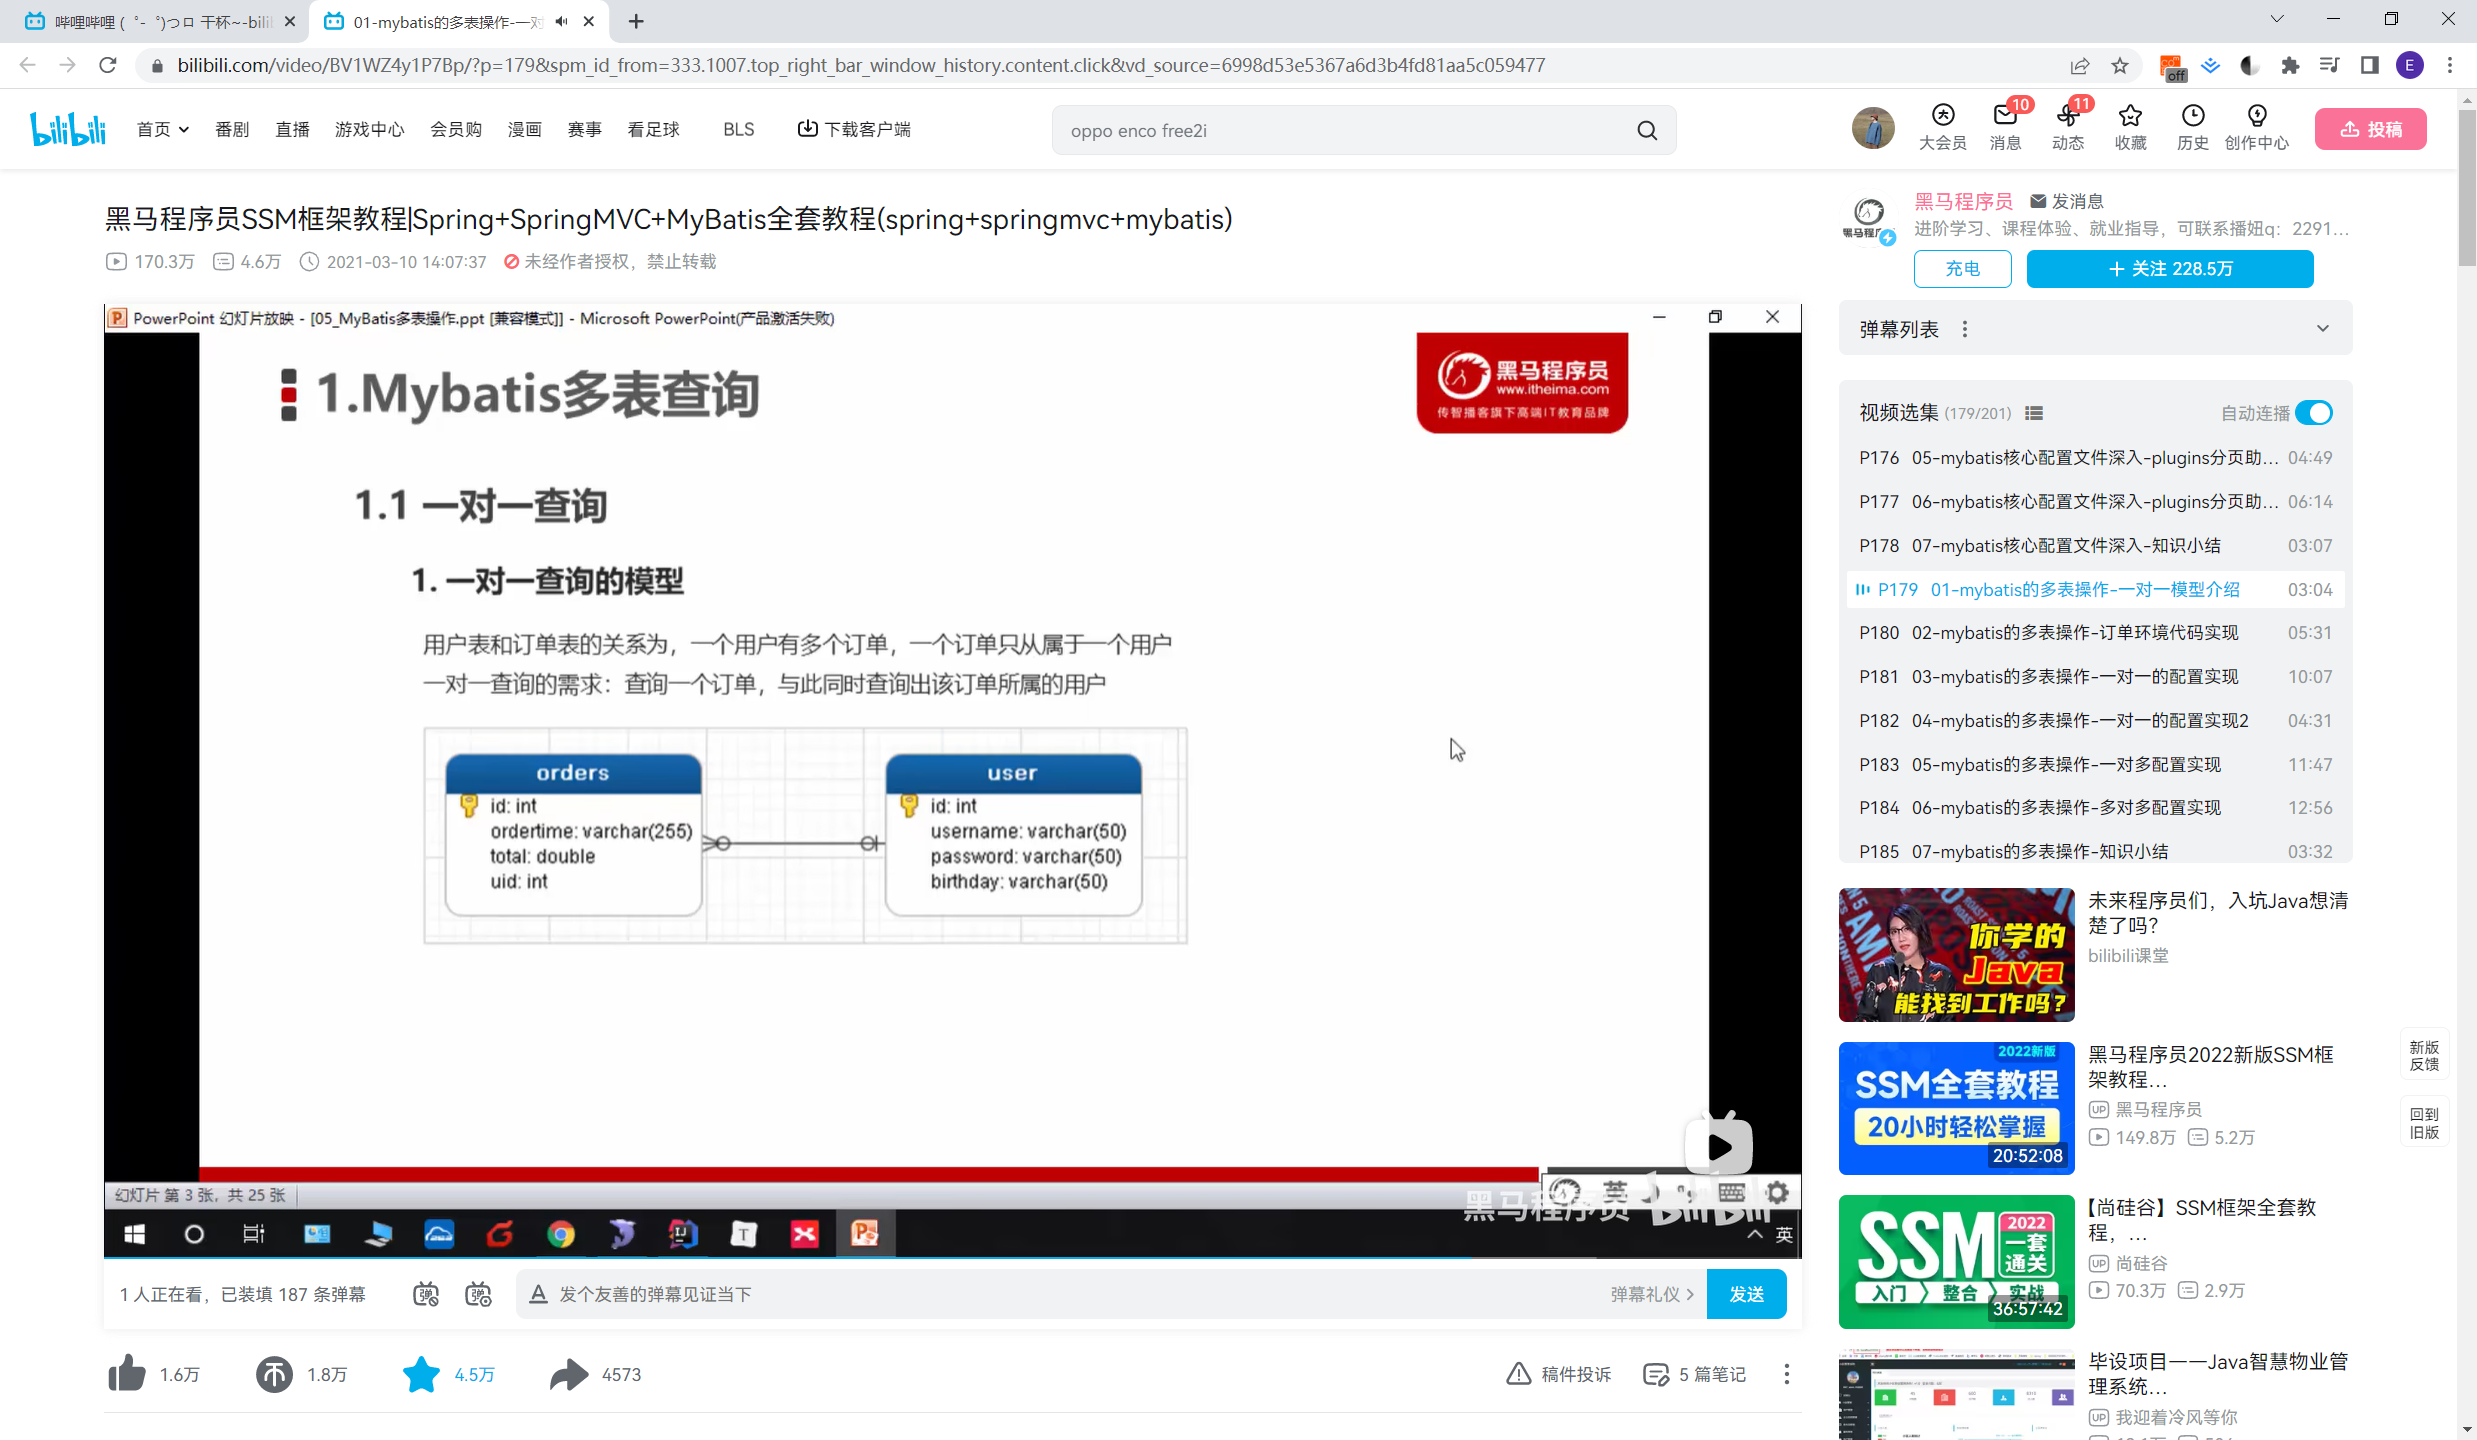 哔哩哔哩 (゜-゜)つロ 干杯~-bili
01-mybatis的多表操作-一对
bilibili.com/video/BV1WZ4y1P7Bp/?p=179&spm_id_from=333.1007.top_right_bar_window_history.content.click&vd_source=6998d53e5367a6d3b4fd81aa5c059477
off
E
bilibili
首页
番剧
直播
游戏中心
会员购
漫画
赛事
看足球
BLS
下载客户端
oppo enco free2i
大会员
10
消息
11
动态
收藏
历史
创作中心
投稿
黑马程序员SSM框架教程|Spring+SpringMVC+MyBatis全套教程(spring+springmvc+mybatis)
170.3万
4.6万
2021-03-10 14:07:37
未经作者授权，禁止转载
PowerPoint 幻灯片放映 - [05_MyBatis多表操作.ppt [兼容模式]] - Microsoft PowerPoint(产品激活失败)
1.Mybatis多表查询
黑马程序员
www.itheima.com
传智播客旗下高端IT教育品牌
1.1 一对一查询
1. 一对一查询的模型
用户表和订单表的关系为，一个用户有多个订单，一个订单只从属于一个用户
一对一查询的需求：查询一个订单，与此同时查询出该订单所属的用户
orders
id: int
ordertime: varchar(255)
total: double
uid: int
user
id: int
username: varchar(50)
password: varchar(50)
birthday: varchar(50)
幻灯片 第 3 张，共 25 张
英
黑马程序员 bilibili
英
1 人正在看，已装填 187 条弹幕
发个友善的弹幕见证当下
弹幕礼仪
发送
1.6万
1.8万
4.5万
4573
稿件投诉
5 篇笔记
黑马程序员
发消息
进阶学习、课程体验、就业指导，可联系播妞q：2291...
充电
+ 关注 228.5万
弹幕列表
视频选集 (179/201)
自动连播
P176 05-mybatis核心配置文件深入-plugins分页助... 04:49
P177 06-mybatis核心配置文件深入-plugins分页助... 06:14
P178 07-mybatis核心配置文件深入-知识小结 03:07
P179 01-mybatis的多表操作-一对一模型介绍 03:04
P180 02-mybatis的多表操作-订单环境代码实现 05:31
P181 03-mybatis的多表操作-一对一的配置实现 10:07
P182 04-mybatis的多表操作-一对一的配置实现2 04:31
P183 05-mybatis的多表操作-一对多配置实现 11:47
P184 06-mybatis的多表操作-多对多配置实现 12:56
P185 07-mybatis的多表操作-知识小结 03:32
你学的
Java
能找到工作吗?
未来程序员们，入坑Java想清
楚了吗?
bilibili课堂
2022新版
SSM全套教程
20小时轻松掌握
20:52:08
黑马程序员2022新版SSM框
架教程...
UP 黑马程序员
149.8万
5.2万
SSM
2022
一套
通关
入门
整合
实战
36:57:42
【尚硅谷】SSM框架全套教
程，...
UP 尚硅谷
70.3万
2.9万
毕设项目一一Java智慧物业管
理系统...
UP 我迎着冷风等你
新版
反馈
回到
旧版